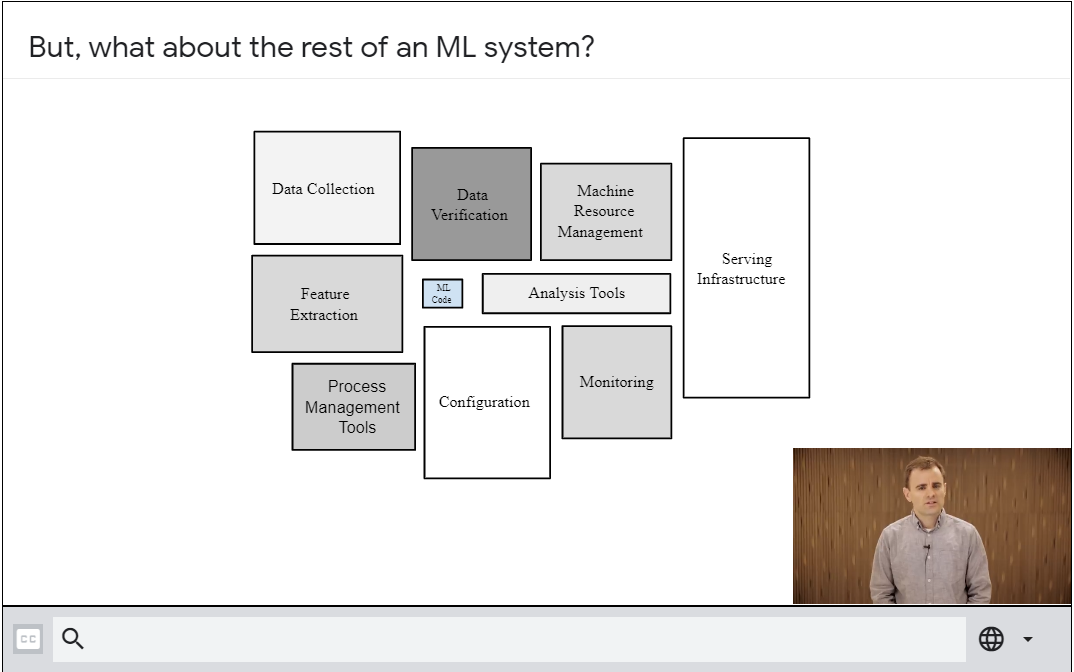 But, what about the rest of an ML system?
Data Collection
Data
Verification
Machine
Resource
Management
Serving
Infrastructure
Feature
Extraction
ML
Code
Analysis Tools
Process
Management
Tools
Configuration
Monitoring
CC